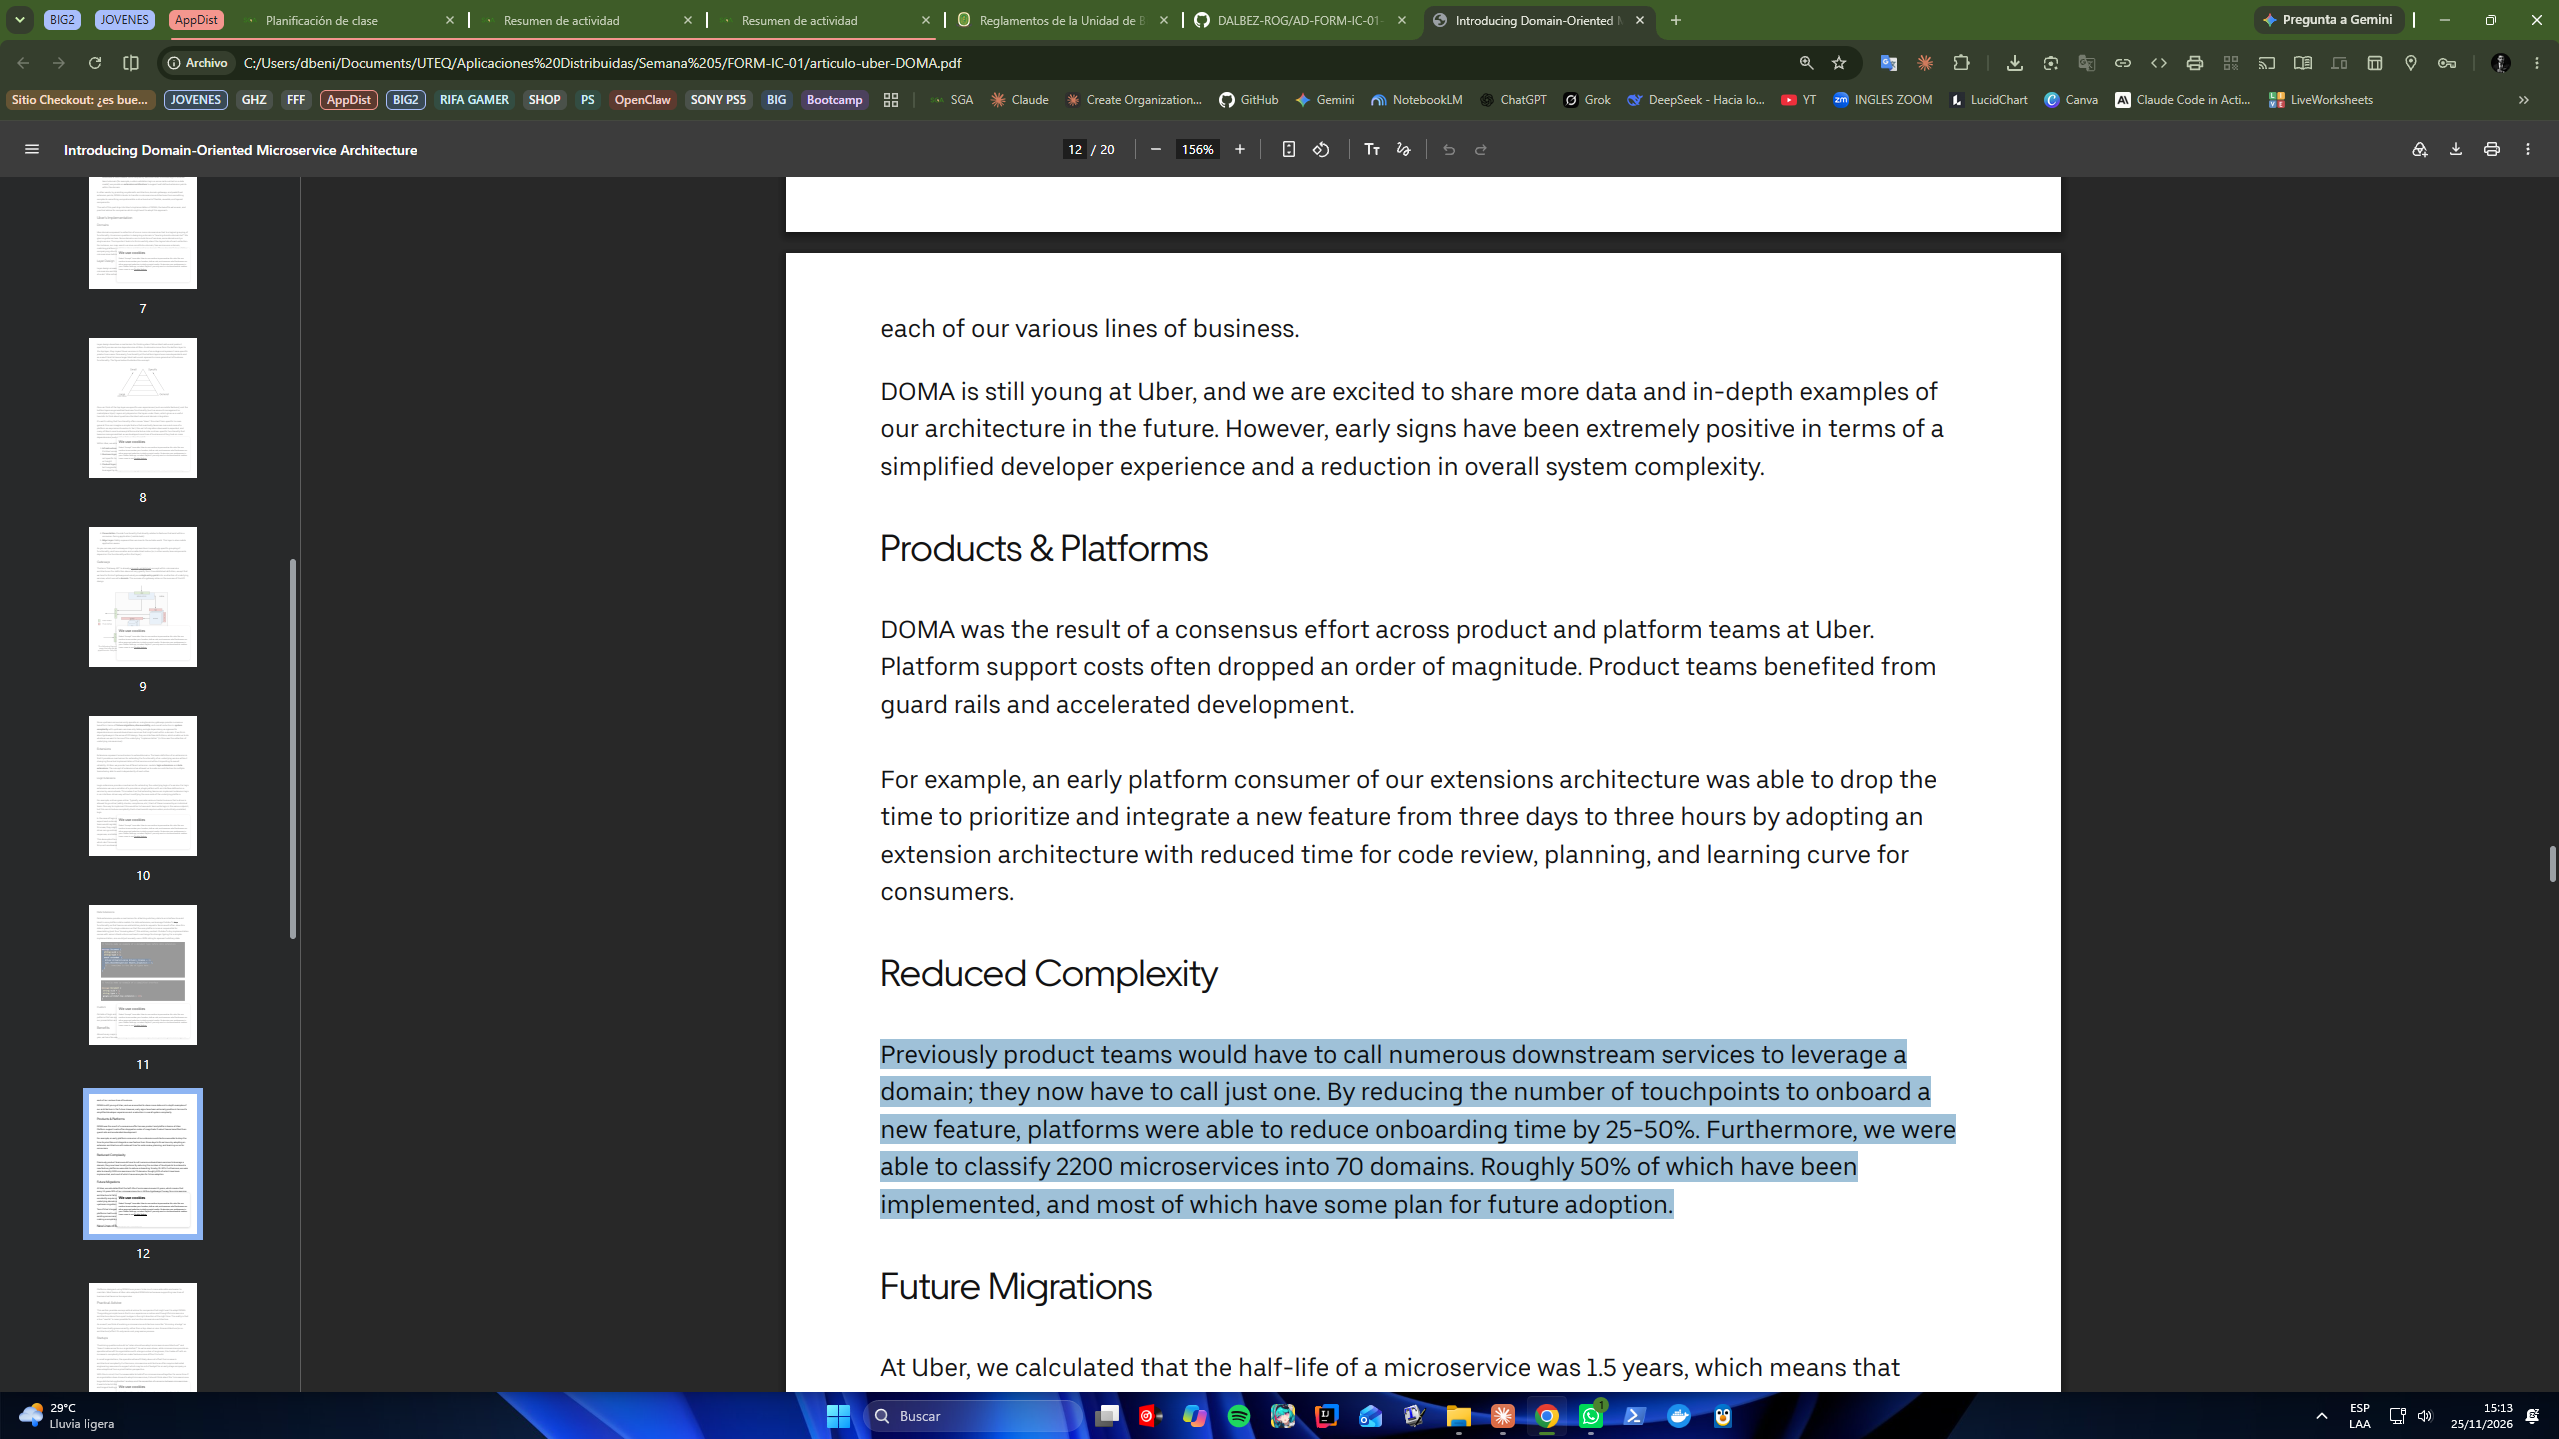 BIG2
JOVENES
AppDist
Planificación de clase
Resumen de actividad
Resumen de actividad
Reglamentos de la Unidad de B
DALBEZ-ROG/AD-FORM-IC-01-
Introducing Domain-Oriented M
Pregunta a Gemini
Archivo
C:/Users/dbeni/Documents/UTEQ/Aplicaciones%20Distribuidas/Semana%205/FORM-IC-01/articulo-uber-DOMA.pdf
Sitio Checkout: ¿es bue...
JOVENES
GHZ
FFF
AppDist
BIG2
RIFA GAMER
SHOP
PS
OpenClaw
SONY PS5
BIG
Bootcamp
SGA
Claude
Create Organization...
GitHub
Gemini
NotebookLM
ChatGPT
Grok
DeepSeek - Hacia lo...
YT
INGLES ZOOM
LucidChart
Canva
Claude Code in Acti...
LiveWorksheets
Introducing Domain-Oriented Microservice Architecture
12 / 20
156%
7
8
9
10
11
12
each of our various lines of business.
DOMA is still young at Uber, and we are excited to share more data and in-depth examples of
our architecture in the future. However, early signs have been extremely positive in terms of a
simplified developer experience and a reduction in overall system complexity.
Products & Platforms
DOMA was the result of a consensus effort across product and platform teams at Uber.
Platform support costs often dropped an order of magnitude. Product teams benefited from
guard rails and accelerated development.
For example, an early platform consumer of our extensions architecture was able to drop the
time to prioritize and integrate a new feature from three days to three hours by adopting an
extension architecture with reduced time for code review, planning, and learning curve for
consumers.
Reduced Complexity
Previously product teams would have to call numerous downstream services to leverage a
domain; they now have to call just one. By reducing the number of touchpoints to onboard a
new feature, platforms were able to reduce onboarding time by 25-50%. Furthermore, we were
able to classify 2200 microservices into 70 domains. Roughly 50% of which have been
implemented, and most of which have some plan for future adoption.
Future Migrations
At Uber, we calculated that the half-life of a microservice was 1.5 years, which means that
29°C
Lluvia ligera
Buscar
1
ESP
LAA
15:13
25/11/2026